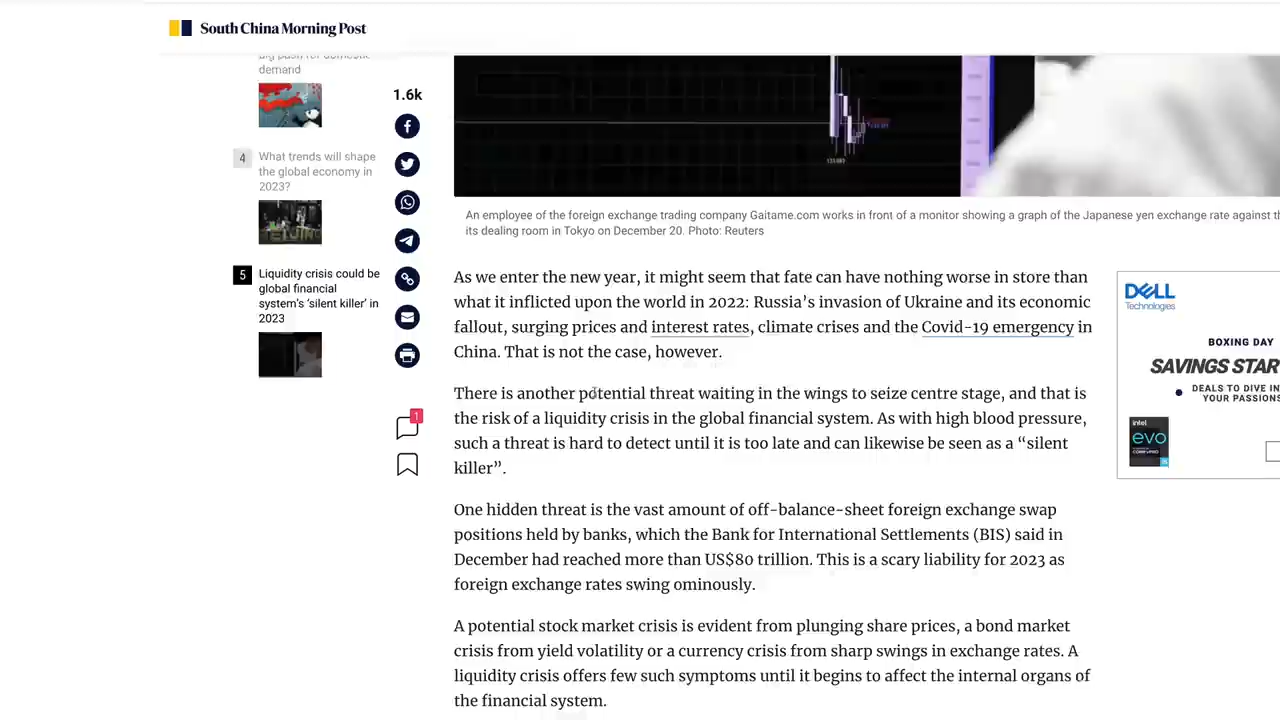 South China Morning Post
big push for domestic
demand
4
What trends will shape
the global economy in
2023?
5
Liquidity crisis could be
global financial
system's ‘silent killer’ in
2023
1.6k
1
An employee of the foreign exchange trading company Gaitame.com works in front of a monitor showing a graph of the Japanese yen exchange rate against
its dealing room in Tokyo on December 20. Photo: Reuters
As we enter the new year, it might seem that fate can have nothing worse in store than
what it inflicted upon the world in 2022: Russia’s invasion of Ukraine and its economic
fallout, surging prices and interest rates, climate crises and the Covid-19 emergency in
China. That is not the case, however.
There is another potential threat waiting in the wings to seize centre stage, and that is
the risk of a liquidity crisis in the global financial system. As with high blood pressure,
such a threat is hard to detect until it is too late and can likewise be seen as a “silent
killer”.
One hidden threat is the vast amount of off-balance-sheet foreign exchange swap
positions held by banks, which the Bank for International Settlements (BIS) said in
December had reached more than US$80 trillion. This is a scary liability for 2023 as
foreign exchange rates swing ominously.
A potential stock market crisis is evident from plunging share prices, a bond market
crisis from yield volatility or a currency crisis from sharp swings in exchange rates. A
liquidity crisis offers few such symptoms until it begins to affect the internal organs of
the financial system.
DELL
Technologies
BOXING DAY
SAVINGS STAR
DEALS TO DIVE IN
YOUR PASSIONS
intel
evo